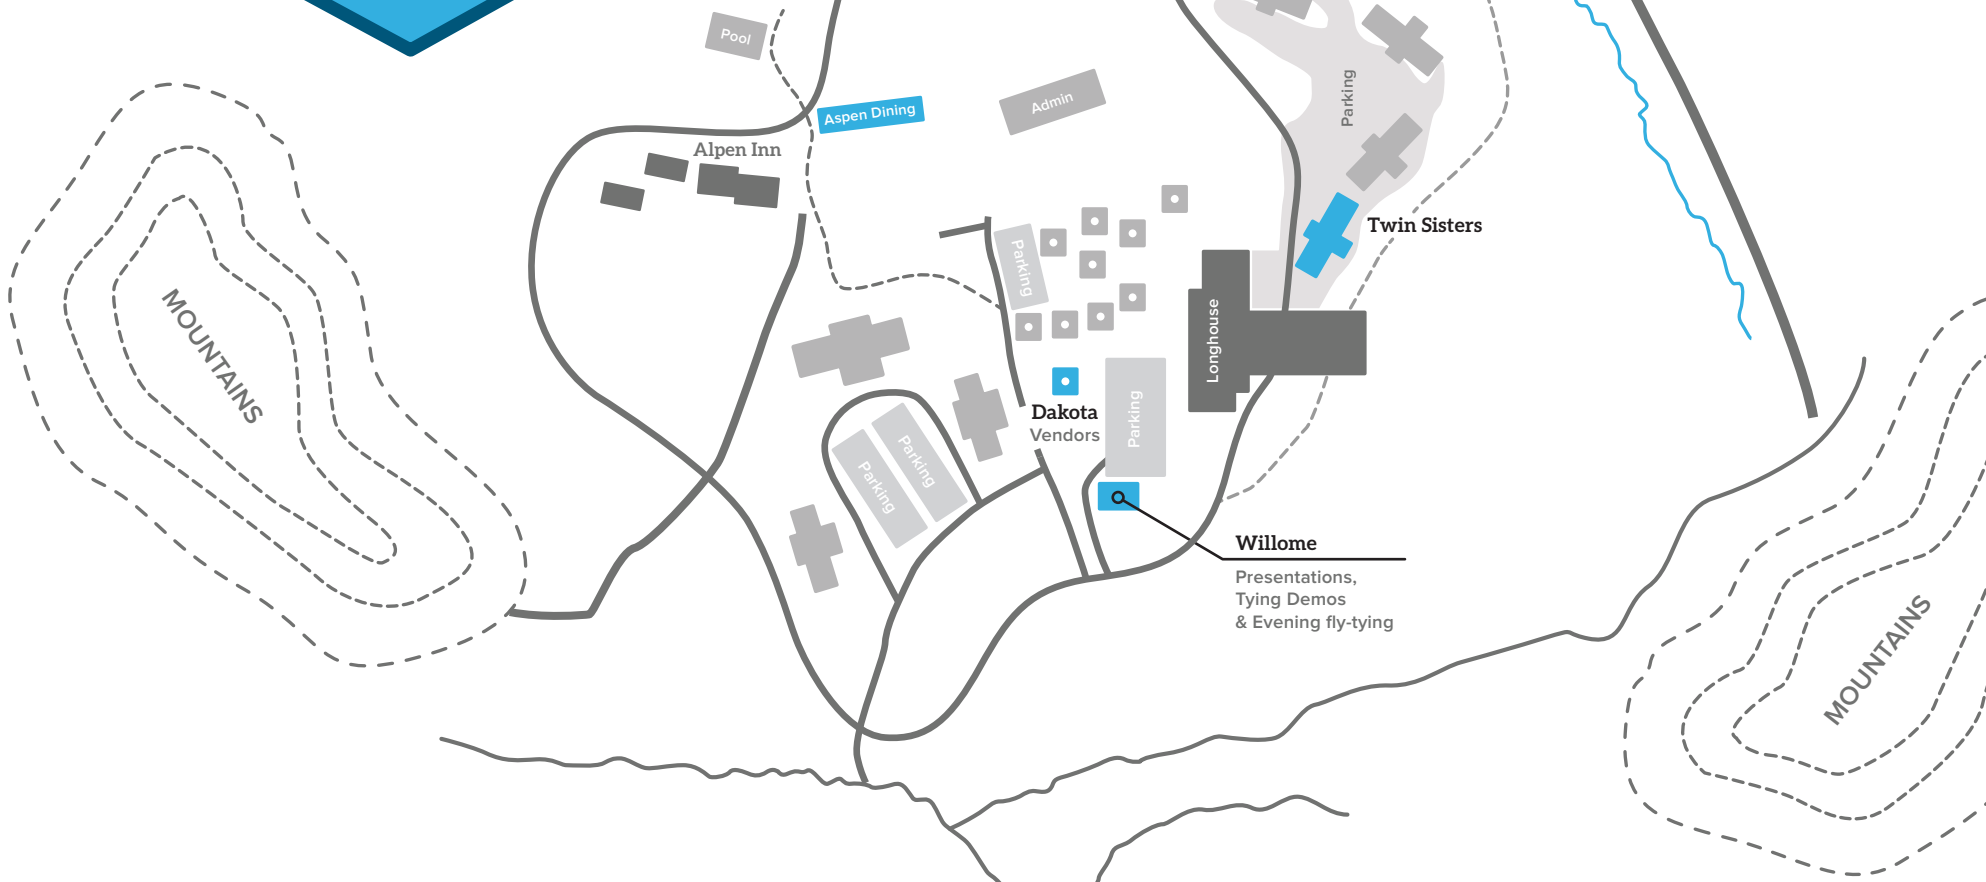 Pool
Aspen Dining
Admin
Parking
Alpen Inn
Twin Sisters
Parking
MOUNTAINS
Longhouse
Dakota
Vendors
Parking
Parking
Parking
Willome
Presentations,
Tying Demos
& Evening fly-tying
MOUNTAINS